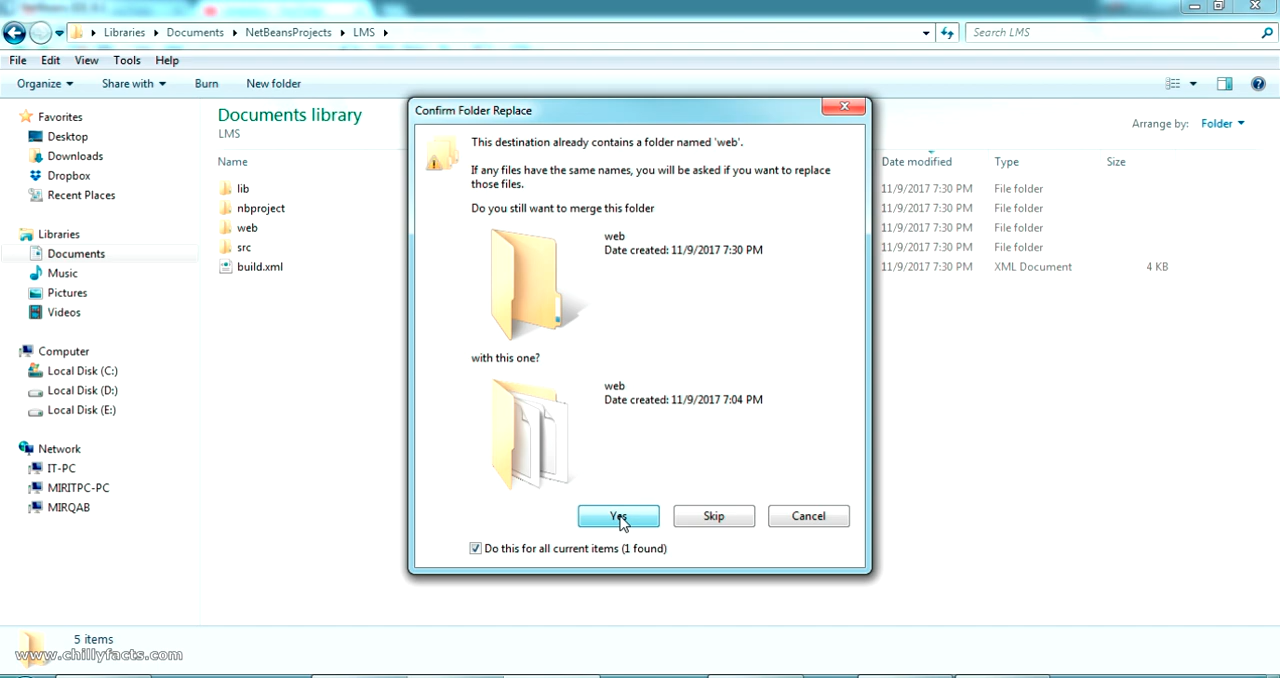 Libraries Documents NetBeansProjects LMS
Search LMS
File Edit View Tools Help
Organize Share with Burn New folder
Favorites
Desktop
Downloads
Dropbox
Recent Places
Libraries
Documents
Music
Pictures
Videos
Computer
Local Disk (C:)
Local Disk (D:)
Local Disk (E:)
Network
IT-PC
MIRITPC-PC
MIRQAB
Documents library
LMS
Arrange by: Folder
Name Date modified Type Size
lib 11/9/2017 7:30 PM File folder
nbproject 11/9/2017 7:30 PM File folder
web 11/9/2017 7:30 PM File folder
src 11/9/2017 7:30 PM File folder
build.xml 11/9/2017 7:30 PM XML Document 4 KB
Confirm Folder Replace
This destination already contains a folder named 'web'.
If any files have the same names, you will be asked if you want to replace
those files.
Do you still want to merge this folder
web
Date created: 11/9/2017 7:30 PM
with this one?
web
Date created: 11/9/2017 7:04 PM
Yes Skip Cancel
Do this for all current items (1 found)
5 items
www.chillyfacts.com